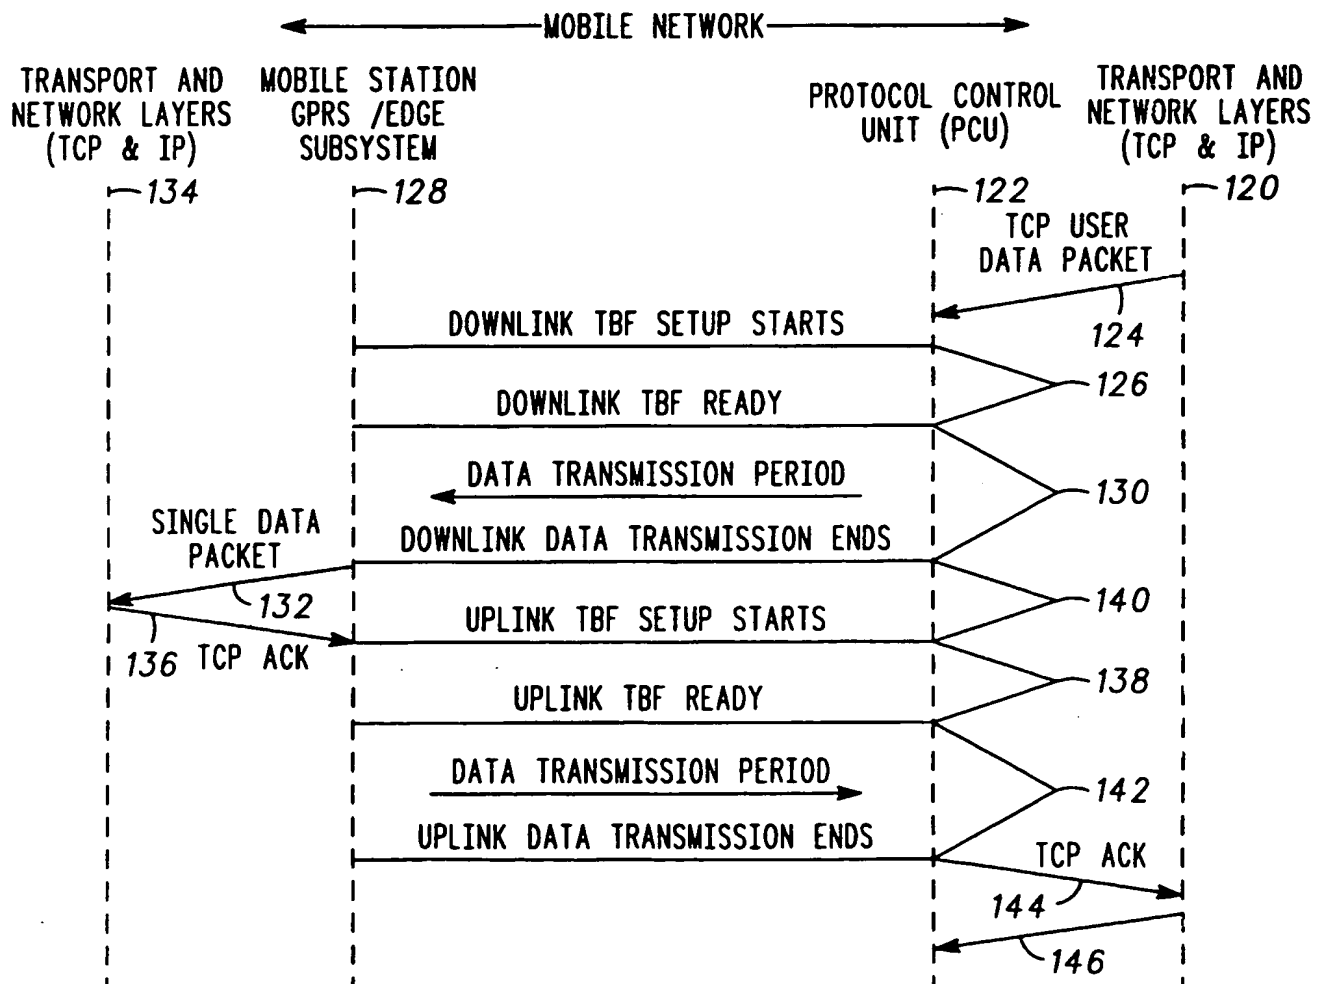 MOBILE NETWORK
TRANSPORT AND
NETWORK LAYERS
(TCP & IP)
MOBILE STATION
GPRS /EDGE
SUBSYSTEM
PROTOCOL CONTROL
UNIT (PCU)
TRANSPORT AND
NETWORK LAYERS
(TCP & IP)
134
128
122
120
TCP USER
DATA PACKET
124
DOWNLINK TBF SETUP STARTS
126
DOWNLINK TBF READY
DATA TRANSMISSION PERIOD
130
SINGLE DATA
PACKET
DOWNLINK DATA TRANSMISSION ENDS
132
140
UPLINK TBF SETUP STARTS
136
TCP ACK
138
UPLINK TBF READY
DATA TRANSMISSION PERIOD
142
UPLINK DATA TRANSMISSION ENDS
TCP ACK
144
146